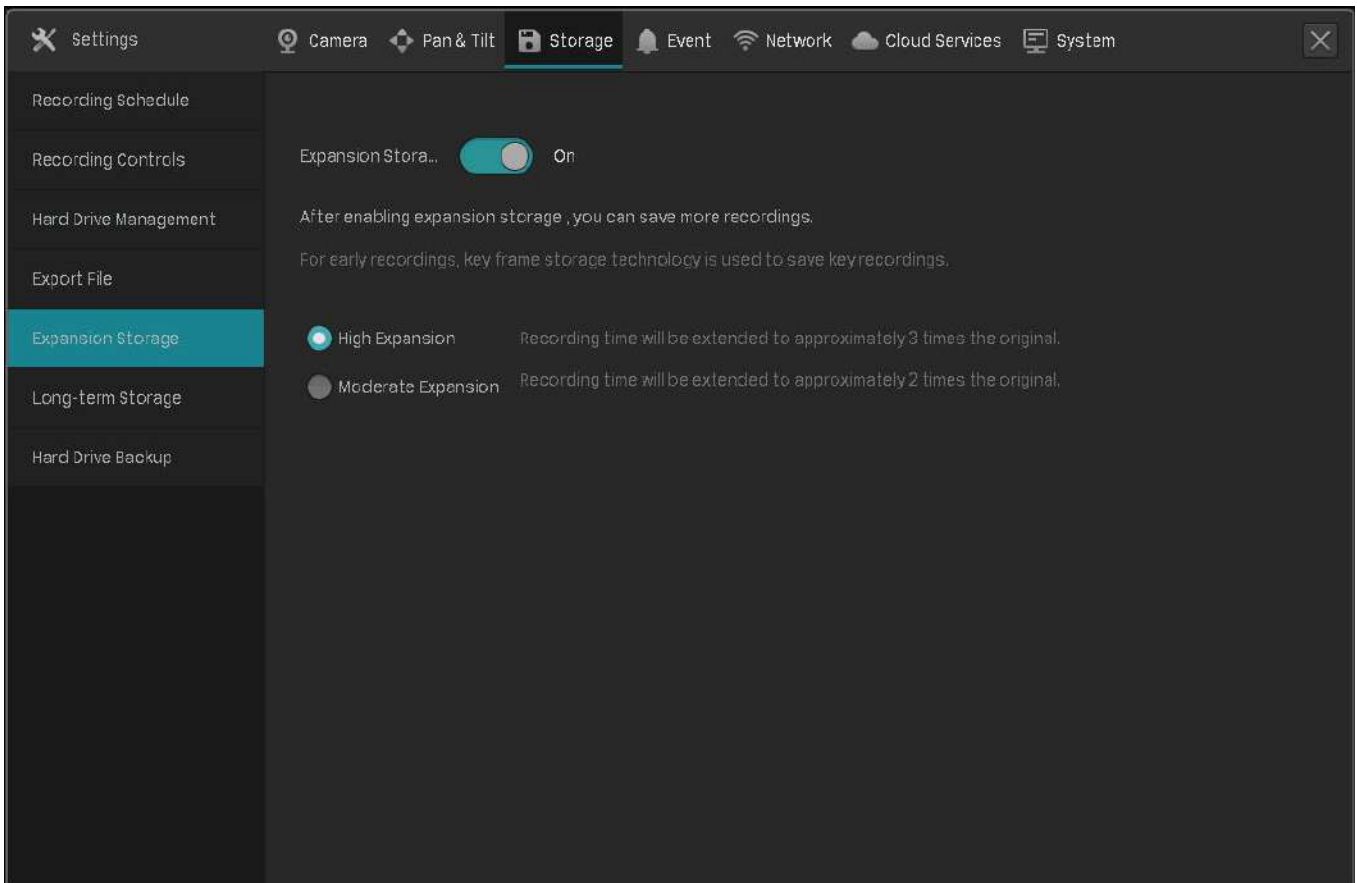 Settings
Camera
Pan & Tilt
Storage
Event
Network
Cloud Services
System
Recording Schedule
Recording Controls
Hard Drive Management
Export File
Expansion Storage
Long-term Storage
Hard Drive Backup
Expansion Stora... On
After enabling expansion storage , you can save more recordings.
For early recordings, key frame storage technology is used to save key recordings.
High Expansion Recording time will be extended to approximately 3 times the original.
Moderate Expansion Recording time will be extended to approximately 2 times the original.